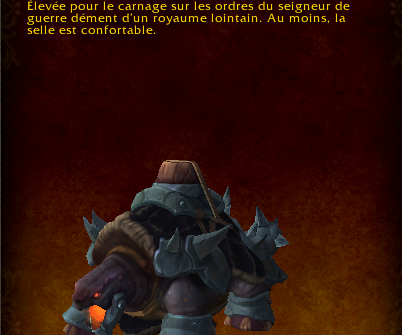 Élevée pour le carnage sur les ordres du seigneur de
guerre dément d'un royaume lointain. Au moins, la
selle est confortable.